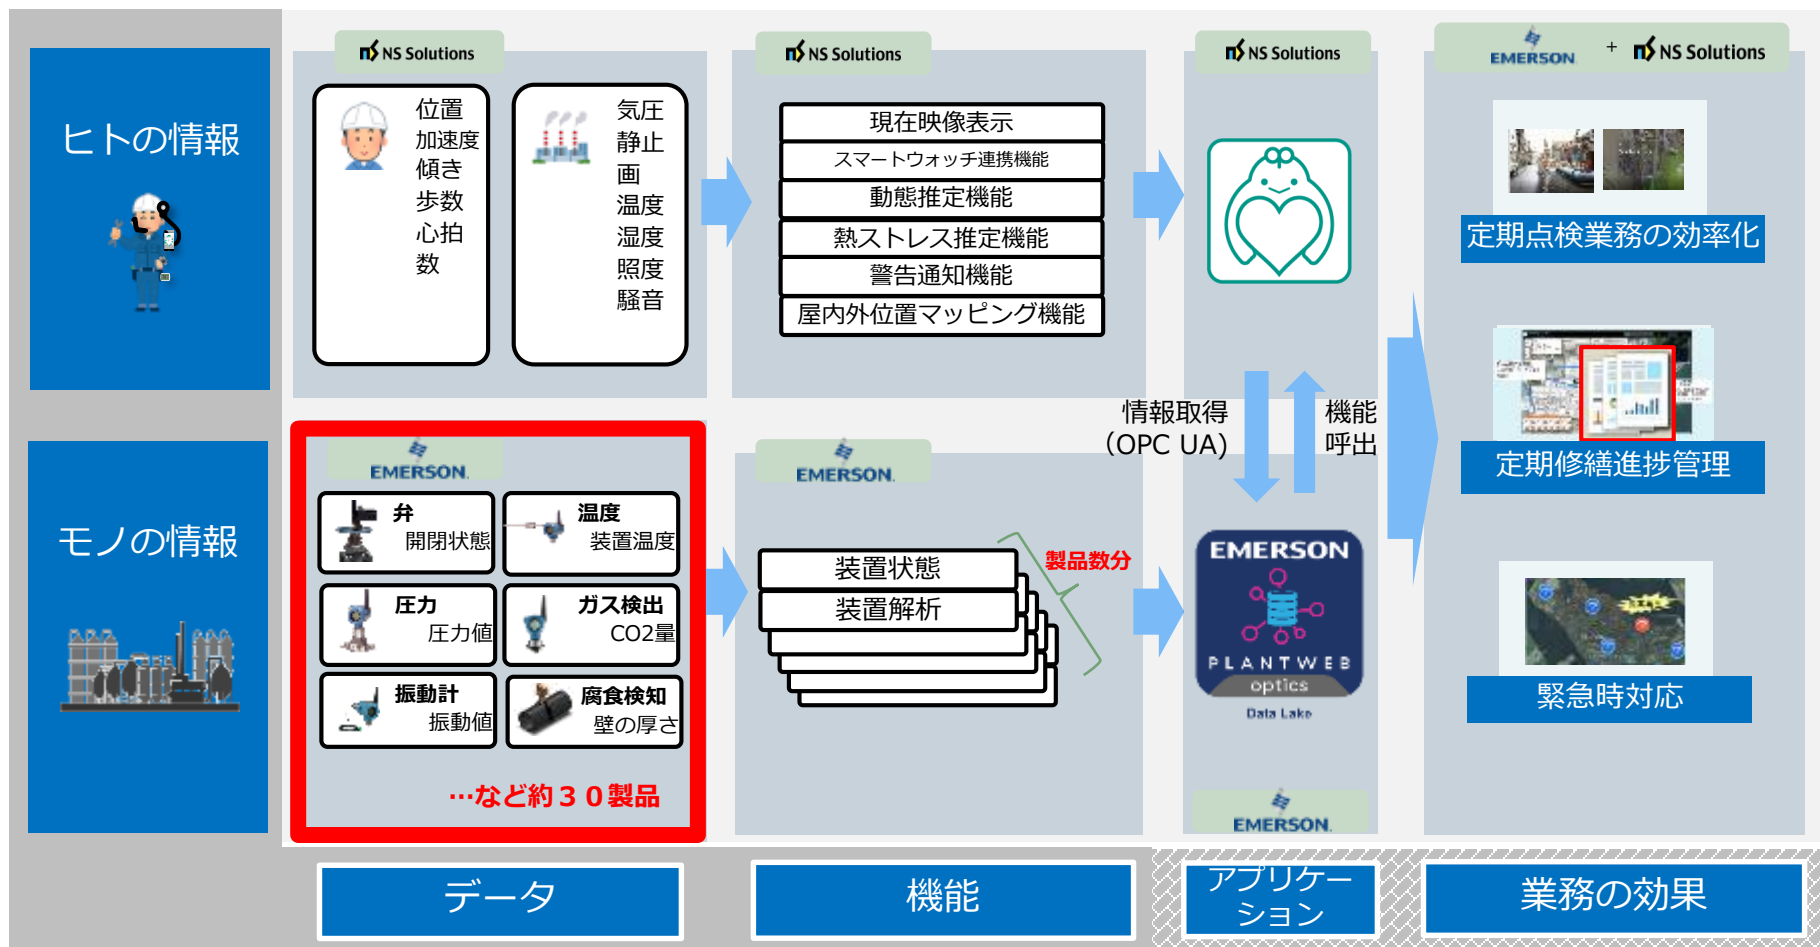 ヒトの情報
NS Solutions
位置
加速度
傾き
歩数
心拍
数
気圧
静止
画
温度
湿度
照度
騒音
NS Solutions
現在映像表示
スマートウォッチ連携機能
動態推定機能
熱ストレス推定機能
警告通知機能
屋内外位置マッピング機能
NS Solutions
EMERSON + NS Solutions
定期点検業務の効率化
定期修繕進捗管理
緊急時対応
情報取得
(OPC UA)
機能
呼出
モノの情報
EMERSON.
弁
開閉状態
温度
装置温度
圧力
圧力値
ガス検出
CO2量
振動計
振動値
腐食検知
壁の厚さ
…など約３０製品
EMERSON.
装置状態
装置解析
製品数分
EMERSON
PLANTWEB
optics
Data Lake
EMERSON.
データ
機能
アプリケー
ション
業務の効果